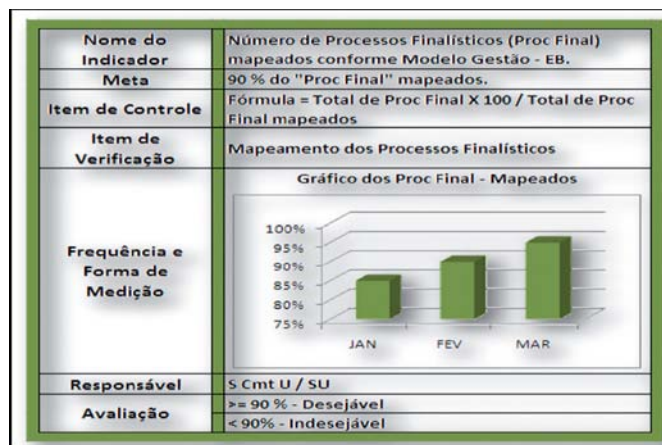 Nome do
Indicador
Número de Processos Finalísticos (Proc Final)
mapeados conforme Modelo Gestão - EB.
Meta
90 % do "Proc Final" mapeados.
Item de Controle
Fórmula = Total de Proc Final X 100 / Total de Proc
Final mapeados
Item de
Verificação
Mapeamento dos Processos Finalísticos
Frequência e
Forma de
Medição
Gráfico dos Proc Final - Mapeados
100%
95%
90%
85%
80%
75%
JAN FEV MAR
Responsável
S Cmt U / SU
Avaliação
>= 90 % - Desejável
< 90% - Indesejável